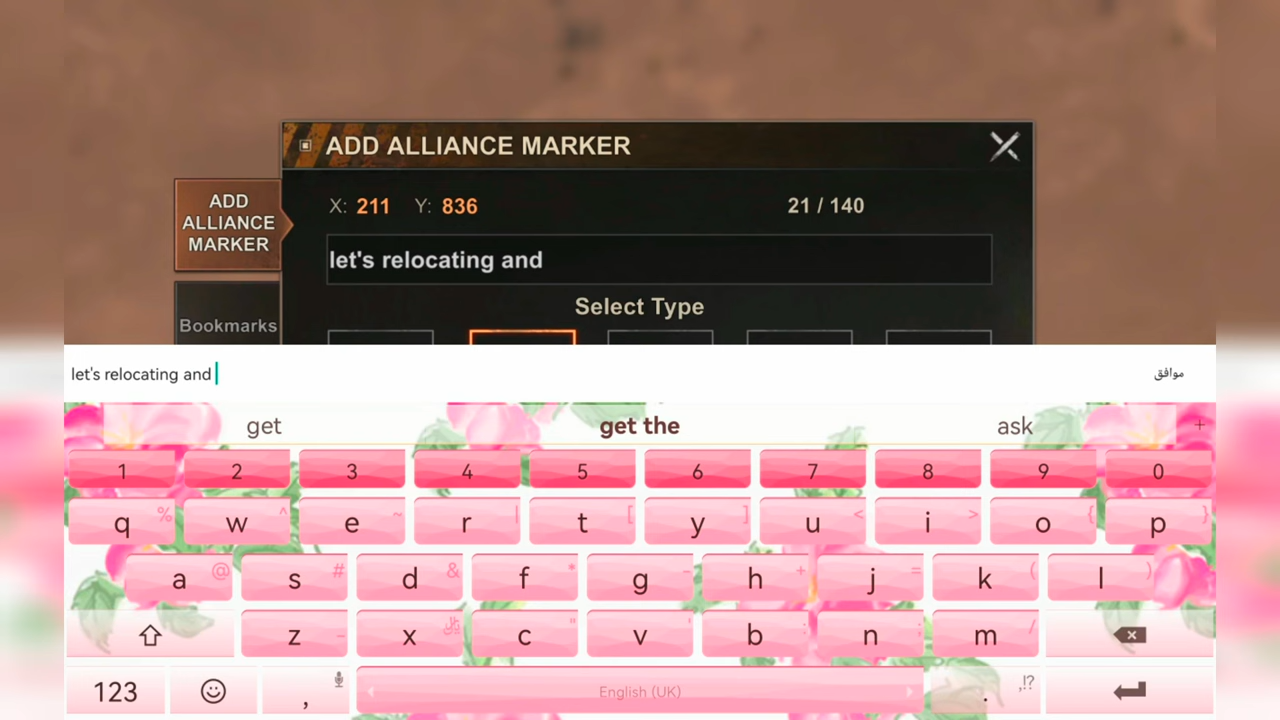 ADD ALLIANCE MARKER
ADD
ALLIANCE
MARKER
X: 211 Y: 836 21 / 140
let's relocating and
Select Type
Bookmarks
let's relocating and موافق
get get the ask +
1 2 3 4 5 6 7 8 9 0
q % w ^ e ~ r | t [ y ] u < i > o { p }
a @ s # d & f * g - h + j = k ( l )
z _ x ﷼ c " v ' b : n ; m /
123 , English (UK) . ,!?